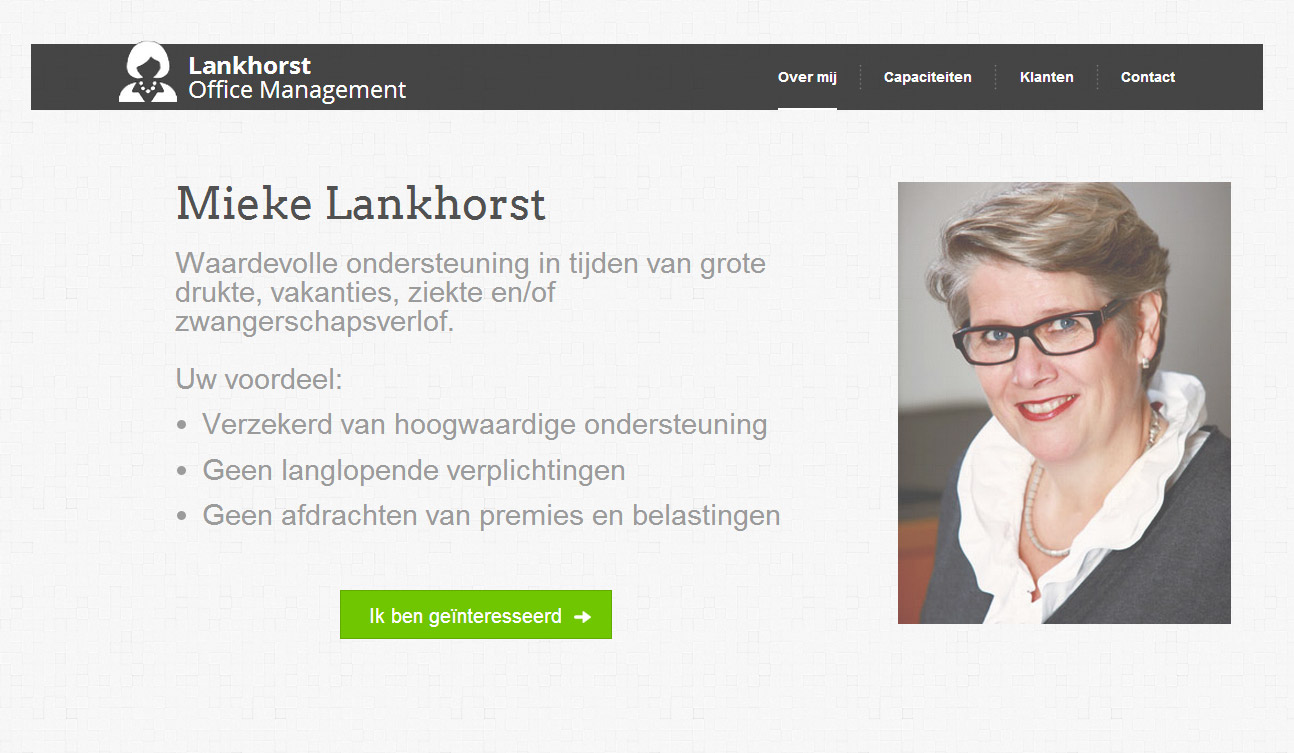 Lankhorst
Office Management
Over mij
Capaciteiten
Klanten
Contact
Mieke Lankhorst
Waardevolle ondersteuning in tijden van grote
drukte, vakanties, ziekte en/of
zwangerschapsverlof.
Uw voordeel:
• Verzekerd van hoogwaardige ondersteuning
• Geen langlopende verplichtingen
• Geen afdrachten van premies en belastingen
Ik ben geïnteresseerd